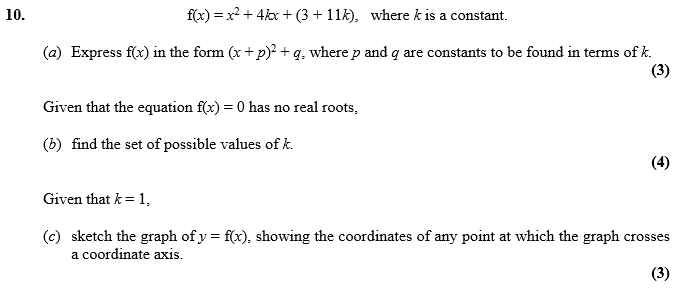 10. f(x) = x² + 4kx + (3 + 11k), where k is a constant.
(a) Express f(x) in the form (x + p)² + q, where p and q are constants to be found in terms of k.
(3)
Given that the equation f(x) = 0 has no real roots,
(b) find the set of possible values of k.
(4)
Given that k = 1,
(c) sketch the graph of y = f(x), showing the coordinates of any point at which the graph crosses
a coordinate axis.
(3)